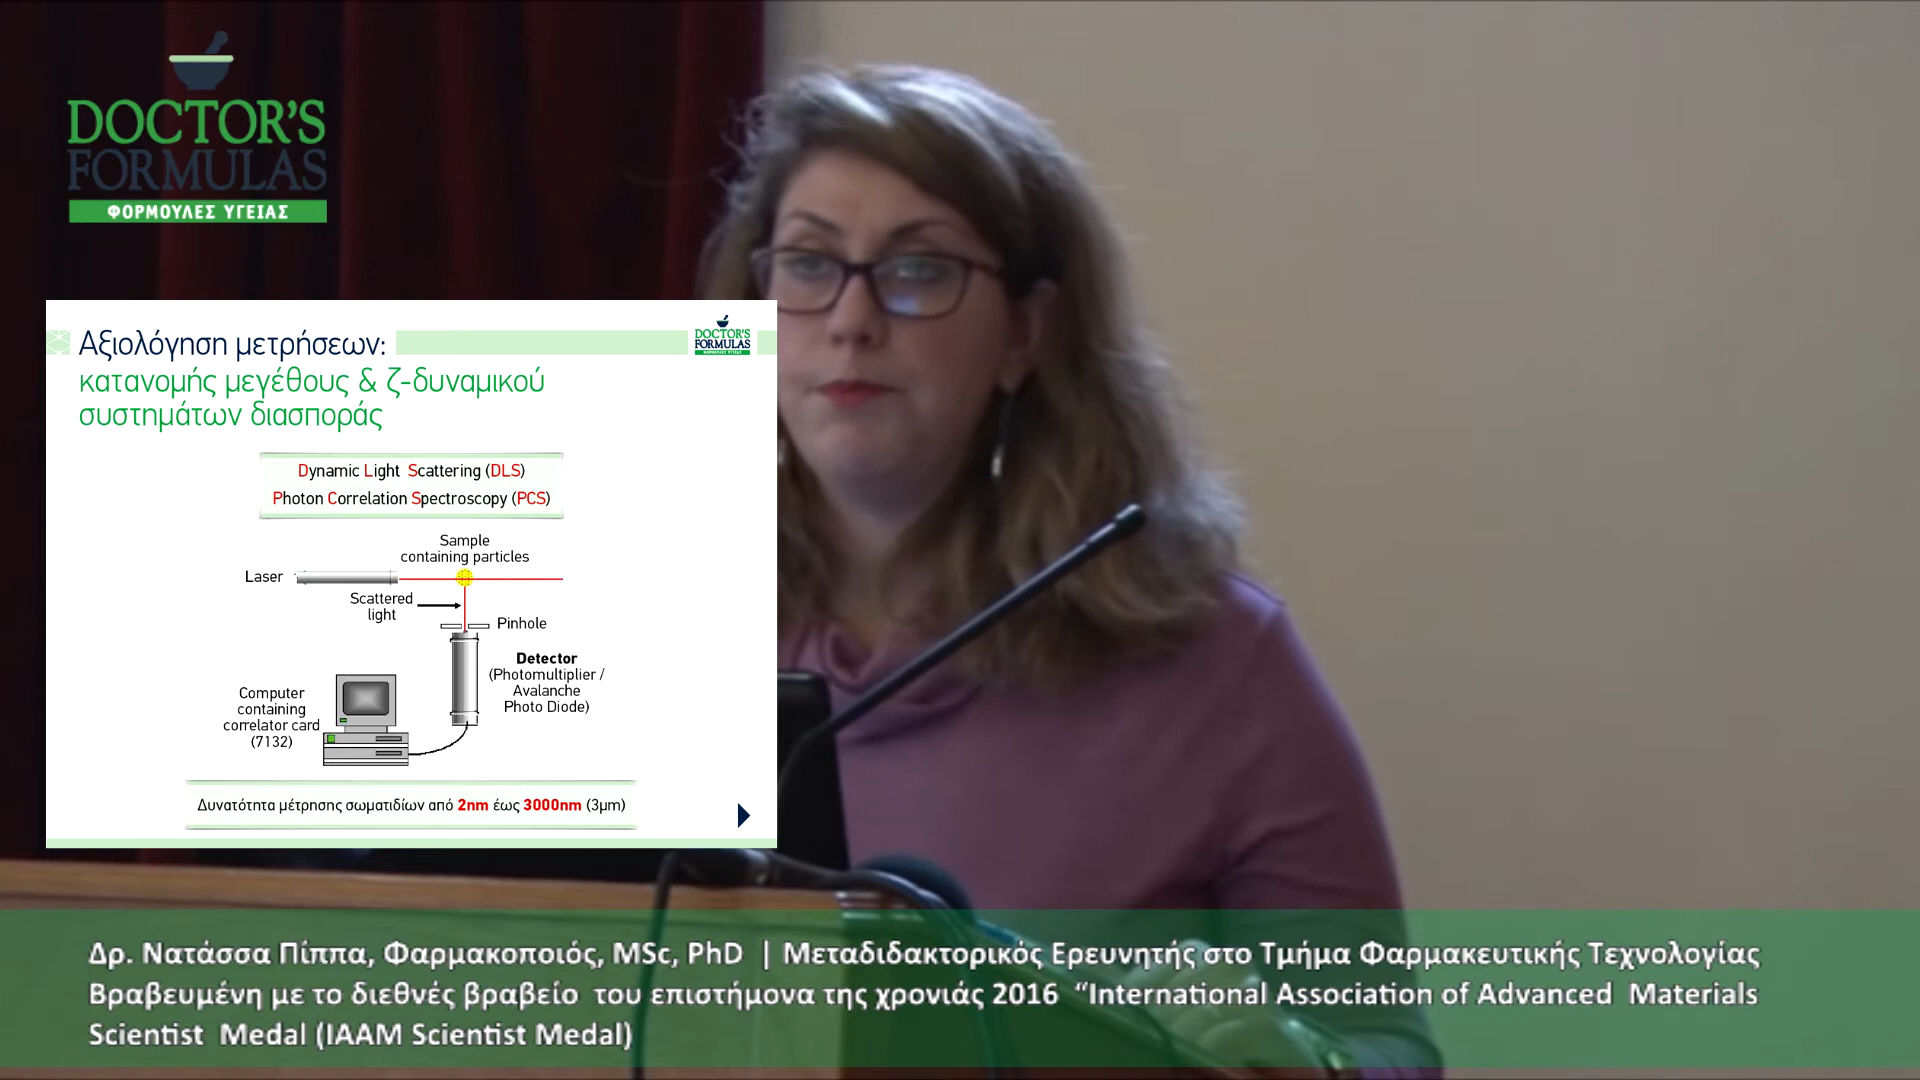 DOCTOR'S
FORMULAS
ΦΟΡΜΟΥΛΕΣ ΥΓΕΙΑΣ
Αξιολόγηση μετρήσεων:
DOCTOR'S
FORMULAS
ΦΟΡΜΟΥΛΕΣ ΥΓΕΙΑΣ
κατανομής μεγέθους & ζ-δυναμικού
συστημάτων διασποράς
Dynamic Light Scattering (DLS)
Photon Correlation Spectroscopy (PCS)
Sample
containing particles
Laser
Scattered
light
Pinhole
Detector
(Photomultiplier /
Avalanche
Photo Diode)
Computer
containing
correlator card
(7132)
Δυνατότητα μέτρησης σωματιδίων από 2nm έως 3000nm (3μm)
Δρ. Νατάσσα Πίππα, Φαρμακοποιός, MSc, PhD | Μεταδιδακτορικός Ερευνητής στο Τμήμα Φαρμακευτικής Τεχνολογίας
Βραβευμένη με το διεθνές βραβείο του επιστήμονα της χρονιάς 2016 “International Association of Advanced Materials
Scientist Medal (IAAM Scientist Medal)